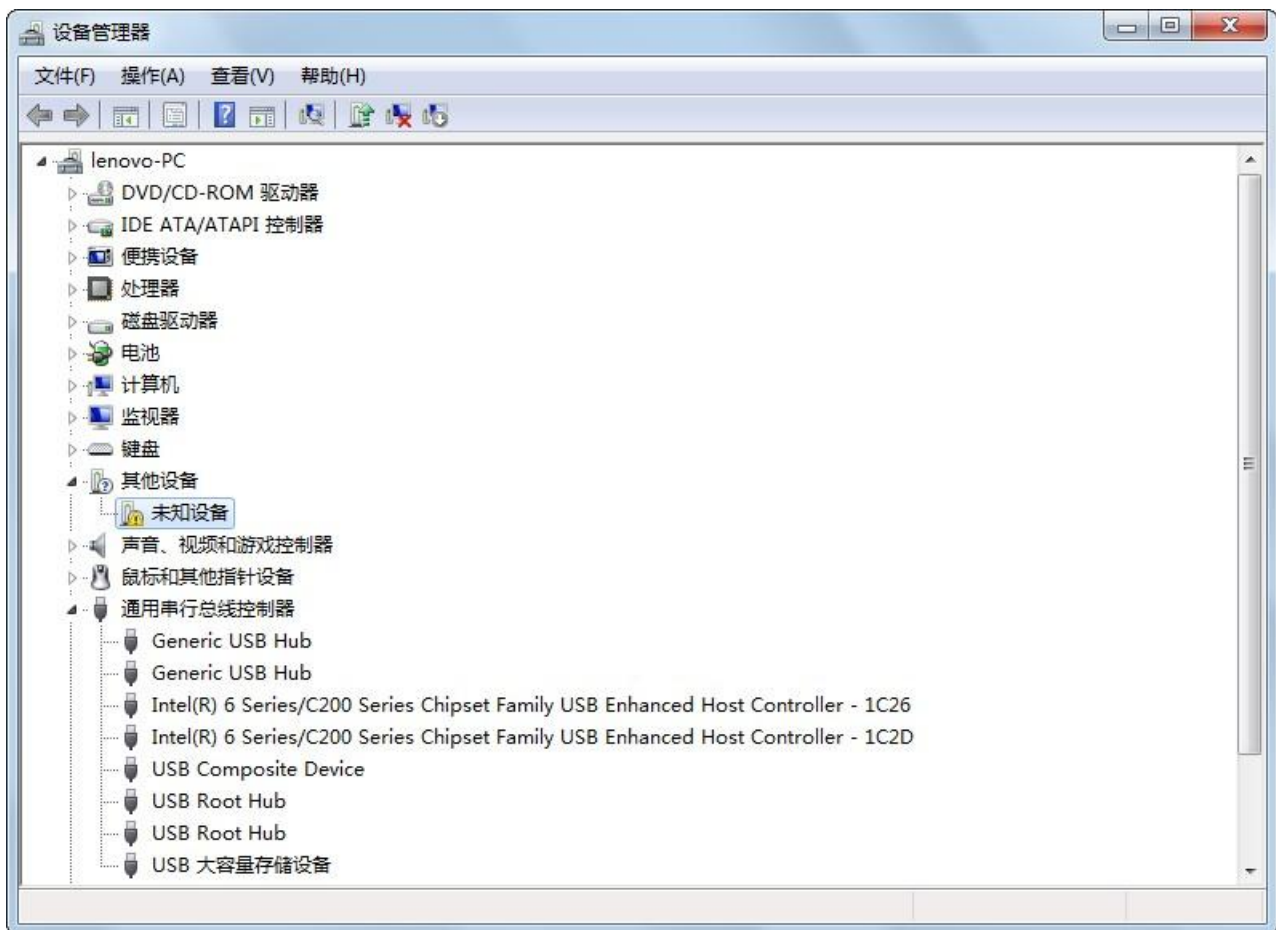 设备管理器
文件(F) 操作(A) 查看(V) 帮助(H)
lenovo-PC
DVD/CD-ROM 驱动器
IDE ATA/ATAPI 控制器
便携设备
处理器
磁盘驱动器
电池
计算机
监视器
键盘
其他设备
未知设备
声音、视频和游戏控制器
鼠标和其他指针设备
通用串行总线控制器
Generic USB Hub
Generic USB Hub
Intel(R) 6 Series/C200 Series Chipset Family USB Enhanced Host Controller - 1C26
Intel(R) 6 Series/C200 Series Chipset Family USB Enhanced Host Controller - 1C2D
USB Composite Device
USB Root Hub
USB Root Hub
USB 大容量存储设备